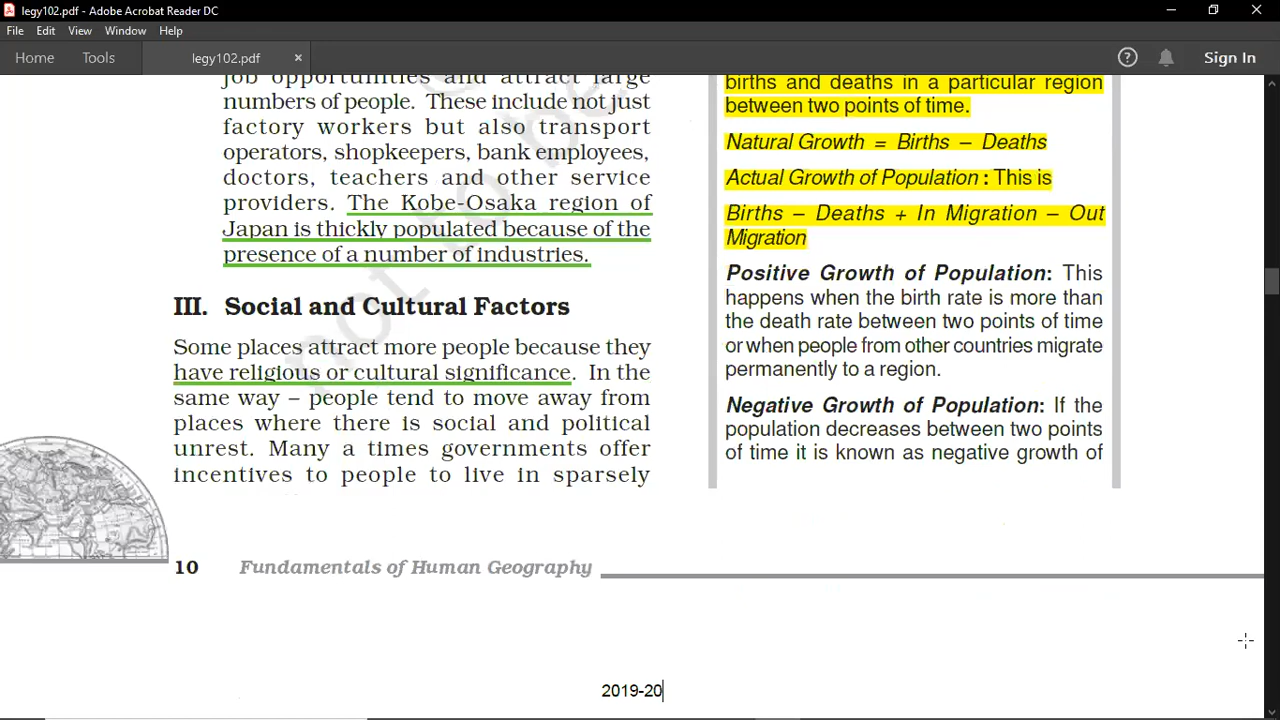 legy102.pdf - Adobe Acrobat Reader DC
File Edit View Window Help
Home Tools legy102.pdf × Sign In
job opportunities and attract large
numbers of people. These include not just
factory workers but also transport
operators, shopkeepers, bank employees,
doctors, teachers and other service
providers. The Kobe-Osaka region of
Japan is thickly populated because of the
presence of a number of industries.
III. Social and Cultural Factors
Some places attract more people because they
have religious or cultural significance. In the
same way – people tend to move away from
places where there is social and political
unrest. Many a times governments offer
incentives to people to live in sparsely
births and deaths in a particular region
between two points of time.
Natural Growth = Births – Deaths
Actual Growth of Population : This is
Births – Deaths + In Migration – Out
Migration
Positive Growth of Population: This
happens when the birth rate is more than
the death rate between two points of time
or when people from other countries migrate
permanently to a region.
Negative Growth of Population: If the
population decreases between two points
of time it is known as negative growth of
not to be
10 Fundamentals of Human Geography
2019-20